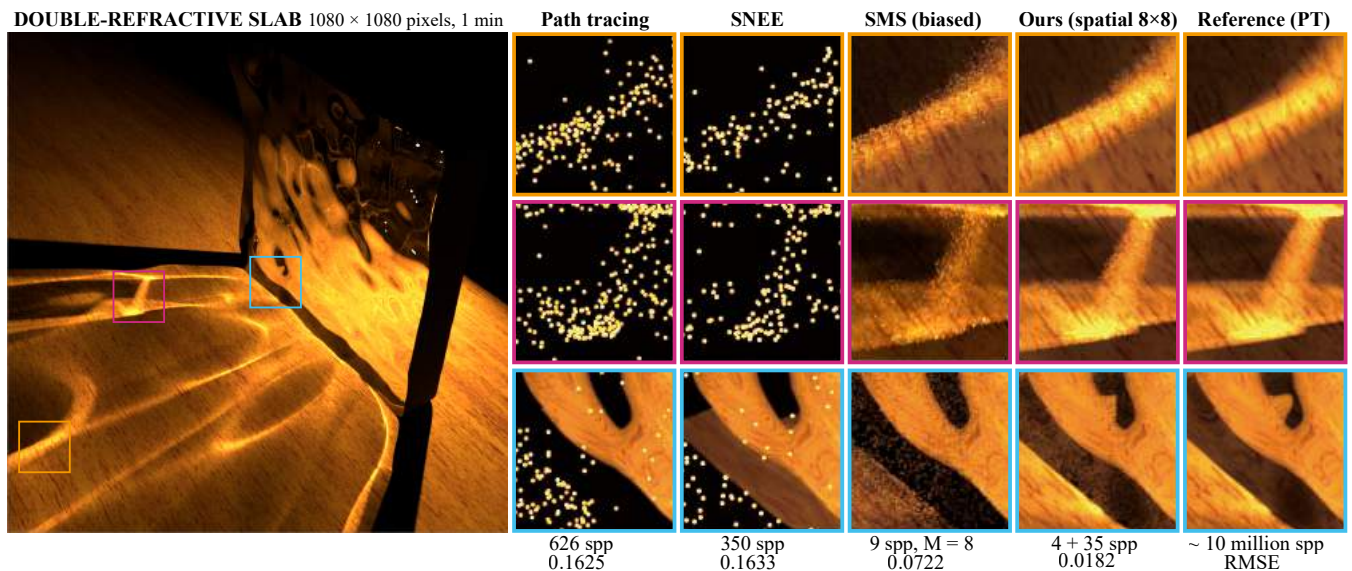 DOUBLE-REFRACTIVE SLAB 1080 × 1080 pixels, 1 min
Path tracing
SNEE
SMS (biased)
Ours (spatial 8×8)
Reference (PT)
626 spp
0.1625
350 spp
0.1633
9 spp, M = 8
0.0722
4 + 35 spp
0.0182
~ 10 million spp
RMSE